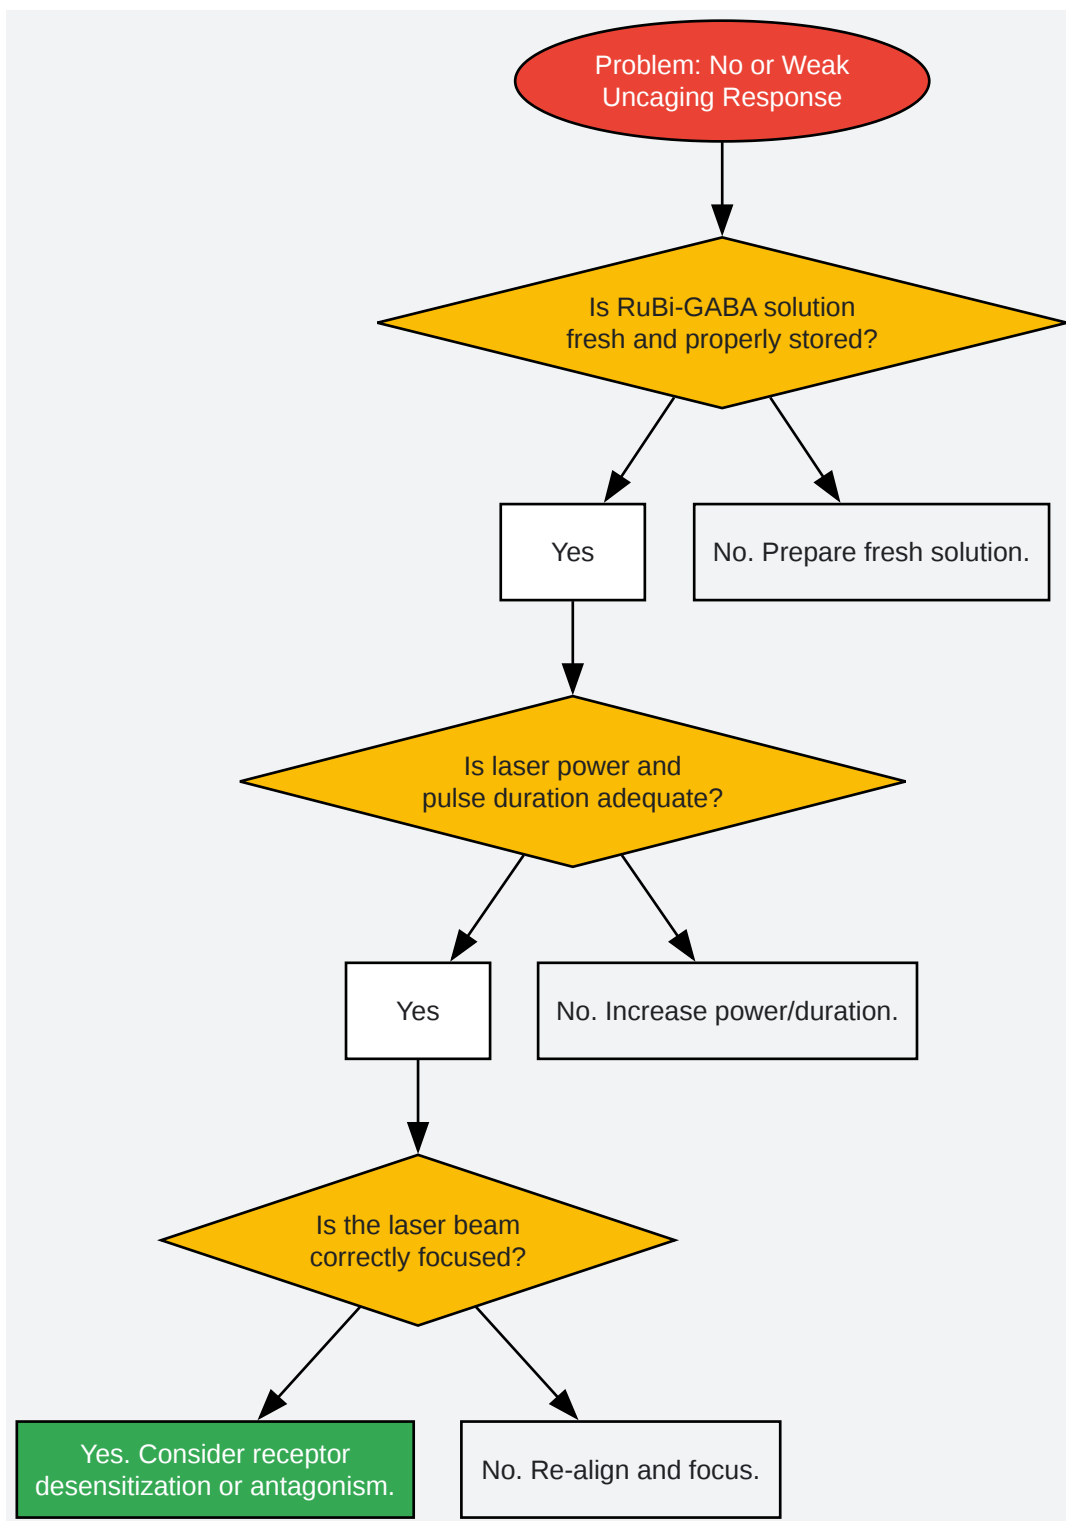 Problem: No or Weak
Uncaging Response
Is RuBi-GABA solution
fresh and properly stored?
Yes
No. Prepare fresh solution.
Is laser power and
pulse duration adequate?
Yes
No. Increase power/duration.
Is the laser beam
correctly focused?
Yes. Consider receptor
desensitization or antagonism.
No. Re-align and focus.